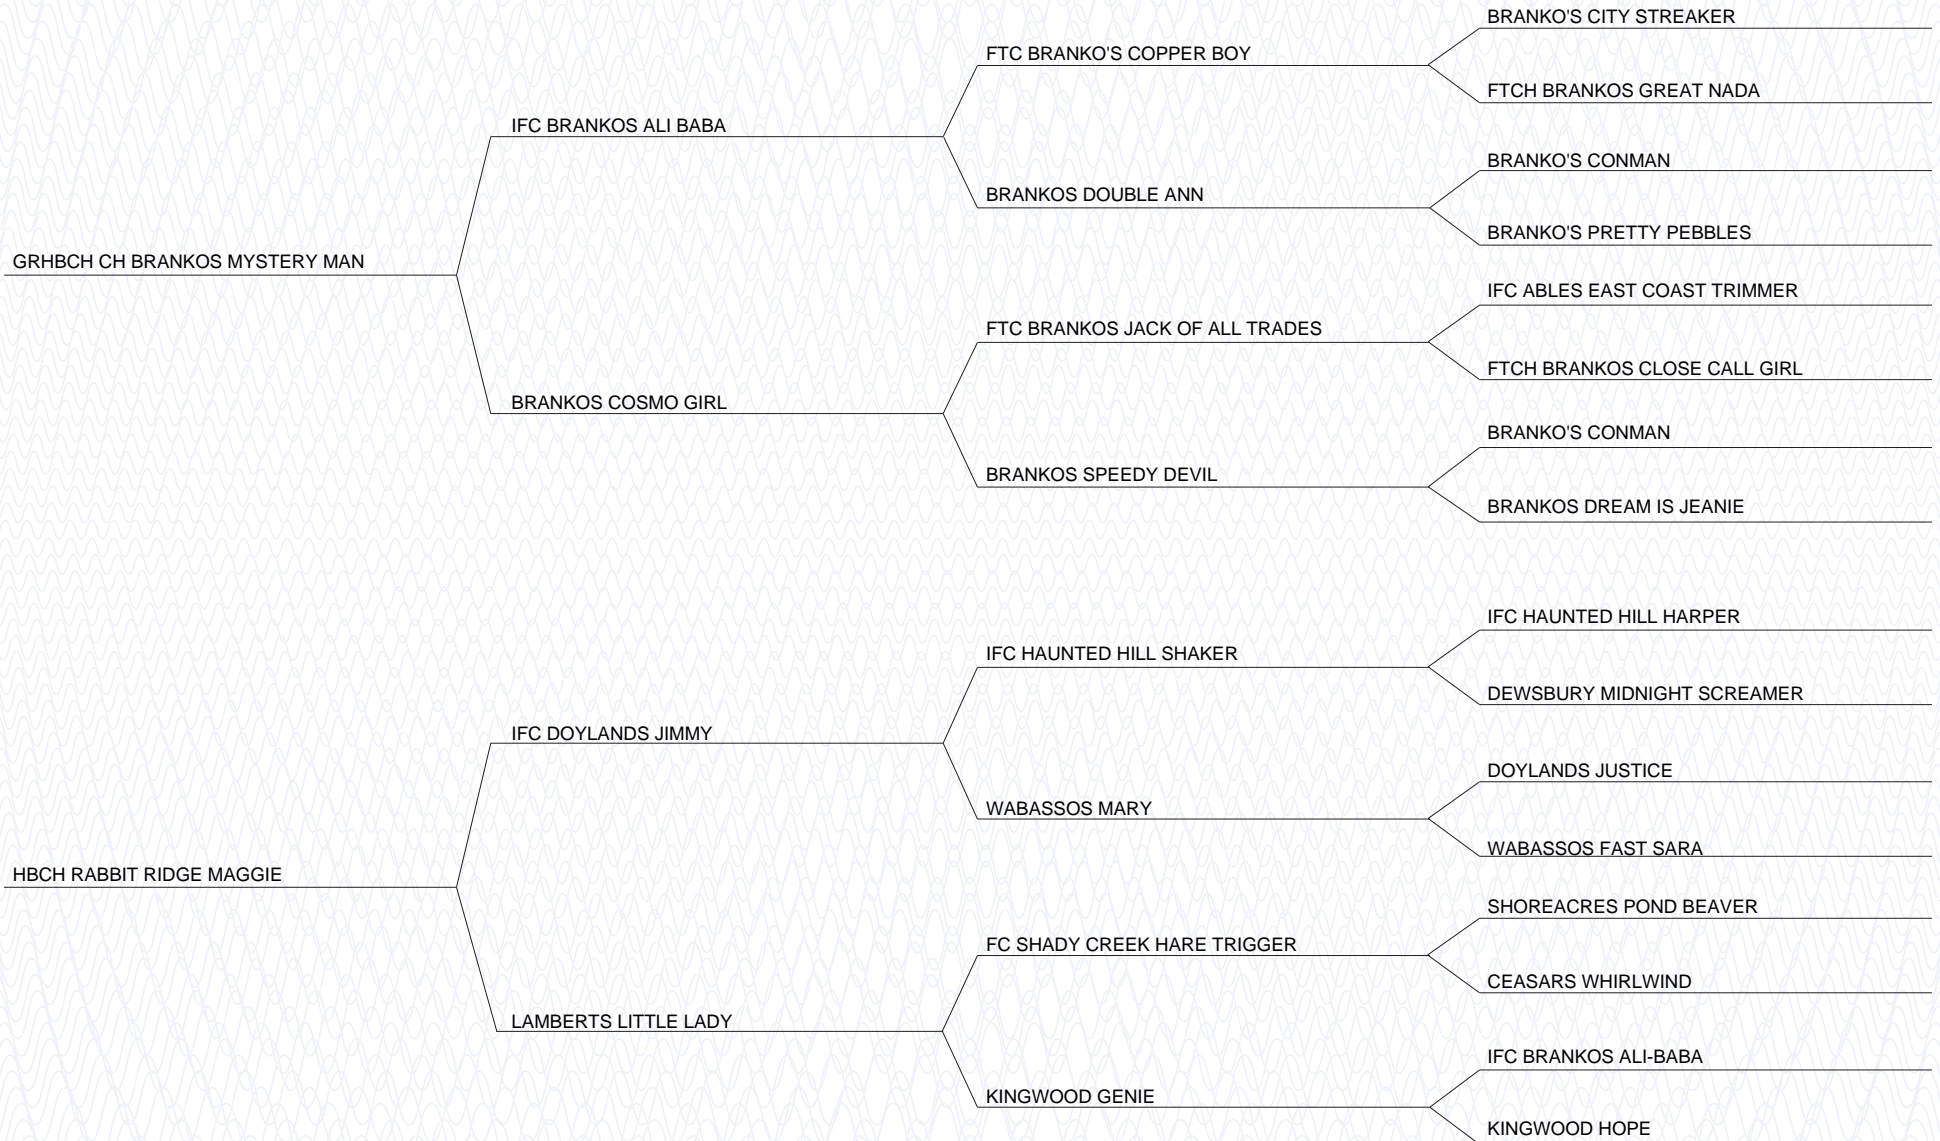 BRANKO'S CITY STREAKER
FTC BRANKO'S COPPER BOY
FTCH BRANKOS GREAT NADA
IFC BRANKOS ALI BABA
BRANKO'S CONMAN
BRANKOS DOUBLE ANN
BRANKO'S PRETTY PEBBLES
GRHBCH CH BRANKOS MYSTERY MAN
IFC ABLES EAST COAST TRIMMER
FTC BRANKOS JACK OF ALL TRADES
FTCH BRANKOS CLOSE CALL GIRL
BRANKOS COSMO GIRL
BRANKO'S CONMAN
BRANKOS SPEEDY DEVIL
BRANKOS DREAM IS JEANIE
IFC HAUNTED HILL HARPER
IFC HAUNTED HILL SHAKER
DEWSBURY MIDNIGHT SCREAMER
IFC DOYLANDS JIMMY
DOYLANDS JUSTICE
WABASSOS MARY
WABASSOS FAST SARA
HBCH RABBIT RIDGE MAGGIE
SHOREACRES POND BEAVER
FC SHADY CREEK HARE TRIGGER
CEASARS WHIRLWIND
LAMBERTS LITTLE LADY
IFC BRANKOS ALI-BABA
KINGWOOD GENIE
KINGWOOD HOPE